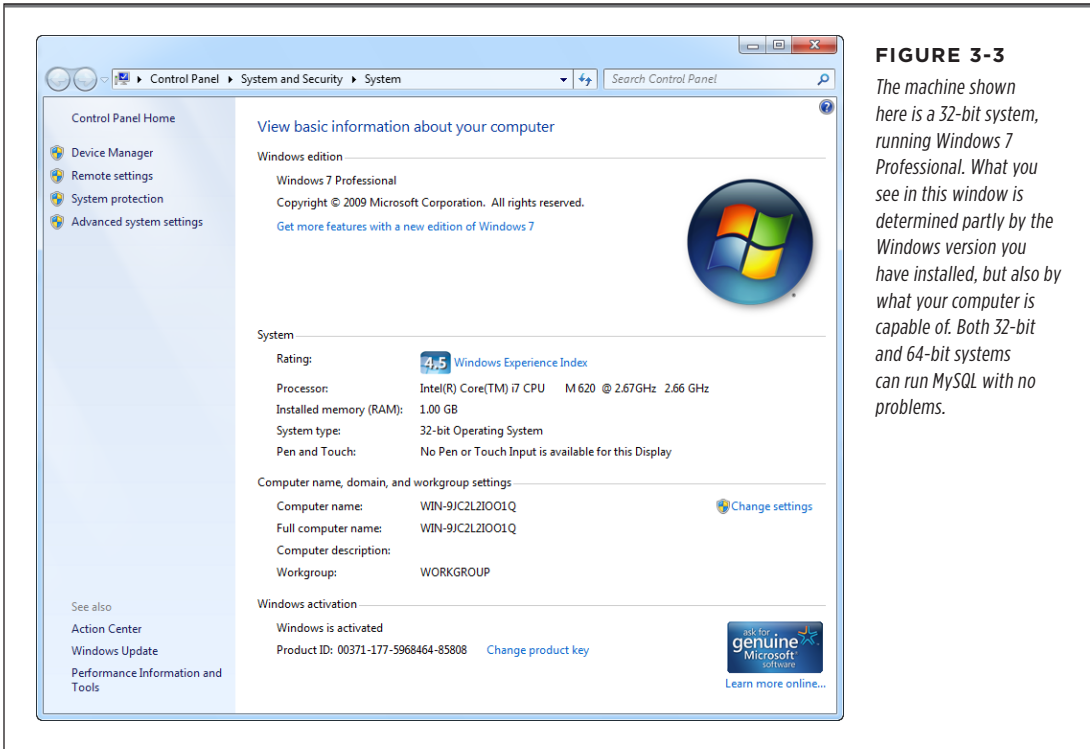 Control Panel ▸ System and Security ▸ System
Search Control Panel
Control Panel Home
Device Manager
Remote settings
System protection
Advanced system settings
See also
Action Center
Windows Update
Performance Information and
Tools
View basic information about your computer
Windows edition
Windows 7 Professional
Copyright © 2009 Microsoft Corporation. All rights reserved.
Get more features with a new edition of Windows 7
System
Rating: 4,5 Windows Experience Index
Processor: Intel(R) Core(TM) i7 CPU M 620 @ 2.67GHz 2.66 GHz
Installed memory (RAM): 1.00 GB
System type: 32-bit Operating System
Pen and Touch: No Pen or Touch Input is available for this Display
Computer name, domain, and workgroup settings
Computer name: WIN-9JC2L2IOO1Q
Change settings
Full computer name: WIN-9JC2L2IOO1Q
Computer description:
Workgroup: WORKGROUP
Windows activation
Windows is activated
Product ID: 00371-177-5968464-85808 Change product key
ask for
genuine
Microsoft
software
Learn more online...
FIGURE 3-3
The machine shown
here is a 32-bit system,
running Windows 7
Professional. What you
see in this window is
determined partly by the
Windows version you
have installed, but also by
what your computer is
capable of. Both 32-bit
and 64-bit systems
can run MySQL with no
problems.